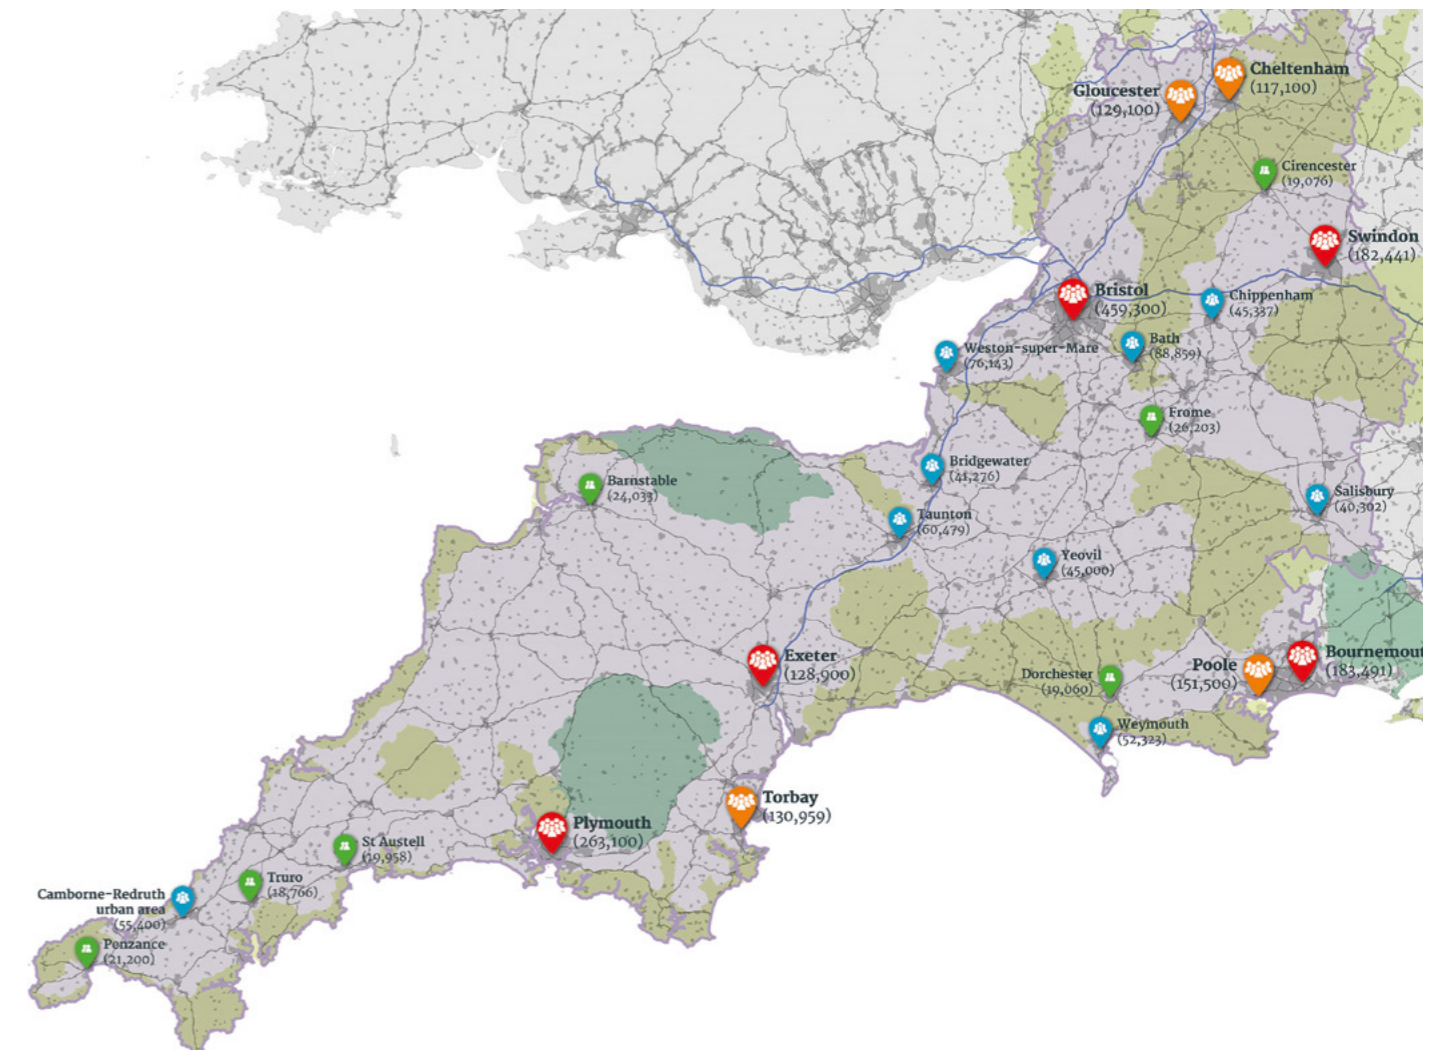 Cheltenham
(117,100)
Gloucester
(129,100)
Cirencester
(19,076)
Swindon
(182,441)
Bristol
(459,300)
Chippenham
(45,337)
Weston-super-Mare
(76,143)
Bath
(88,859)
Frome
(26,203)
Bridgewater
(41,276)
Barnstable
(24,033)
Salisbury
(40,302)
Taunton
(60,479)
Yeovil
(45,000)
Exeter
(128,900)
Bournemout
(183,491)
Poole
(151,500)
Dorchester
(19,060)
Weymouth
(52,323)
Torbay
(130,959)
Plymouth
(263,100)
St Austell
(19,958)
Truro
(18,766)
Camborne-Redruth
urban area
(55,400)
Penzance
(21,200)